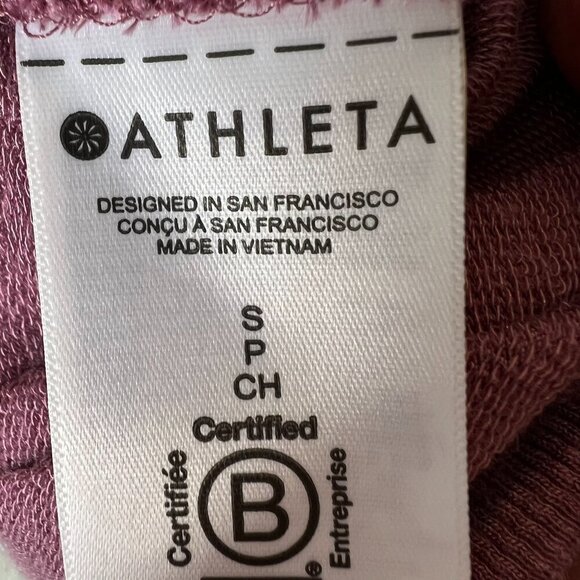 ATHLETA
DESIGNED IN SAN FRANCISCO
CONÇU À SAN FRANCISCO
MADE IN VIETNAM
S
P
CH
Certified
Certifiée
B
Entreprise
®